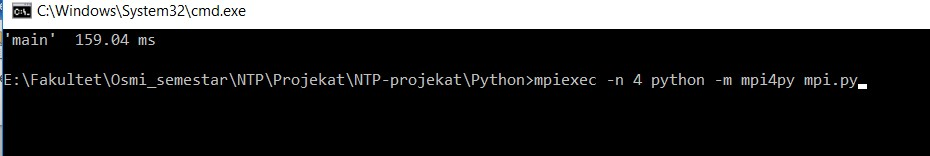 C:\Windows\System32\cmd.exe
'main'  159.04 ms
E:\Fakultet\Osmi_semestar\NTP\Projekat\NTP-projekat\Python>mpiexec -n 4 python -m mpi4py mpi.py